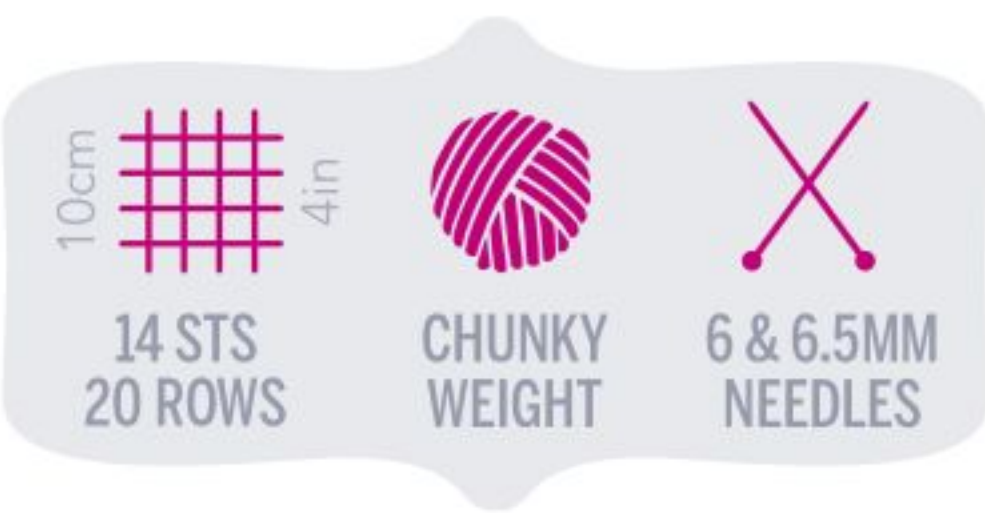 10cm
4in
14 STS
20 ROWS
CHUNKY
WEIGHT
6 & 6.5MM
NEEDLES